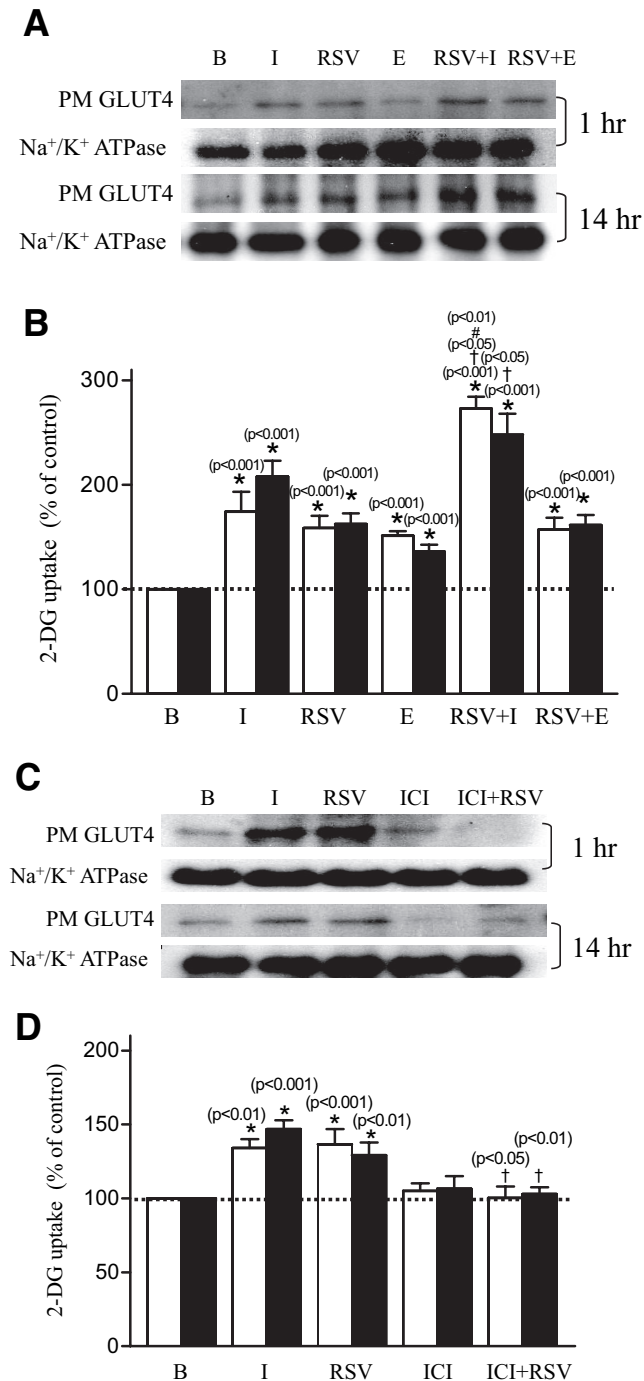 A
B I RSV E RSV+I RSV+E
PM GLUT4
Na⁺/K⁺ ATPase
1 hr
PM GLUT4
Na⁺/K⁺ ATPase
14 hr
B
2-DG uptake (% of control)
300
200
100
0
(p<0.001)
*
(p<0.001)
*
(p<0.001)
*
(p<0.001)
*
(p<0.001)
*
(p<0.001)
*
(p<0.01)
#
(p<0.05)
†
(p<0.001)
*
(p<0.05)
†
(p<0.001)
*
(p<0.001)
*
(p<0.001)
*
B I RSV E RSV+I RSV+E
C
B I RSV ICI ICI+RSV
PM GLUT4
Na⁺/K⁺ ATPase
1 hr
PM GLUT4
Na⁺/K⁺ ATPase
14 hr
D
2-DG uptake (% of control)
200
150
100
50
0
(p<0.01)
*
(p<0.001)
*
(p<0.001)
*
(p<0.01)
*
(p<0.05)
†
(p<0.01)
†
B I RSV ICI ICI+RSV